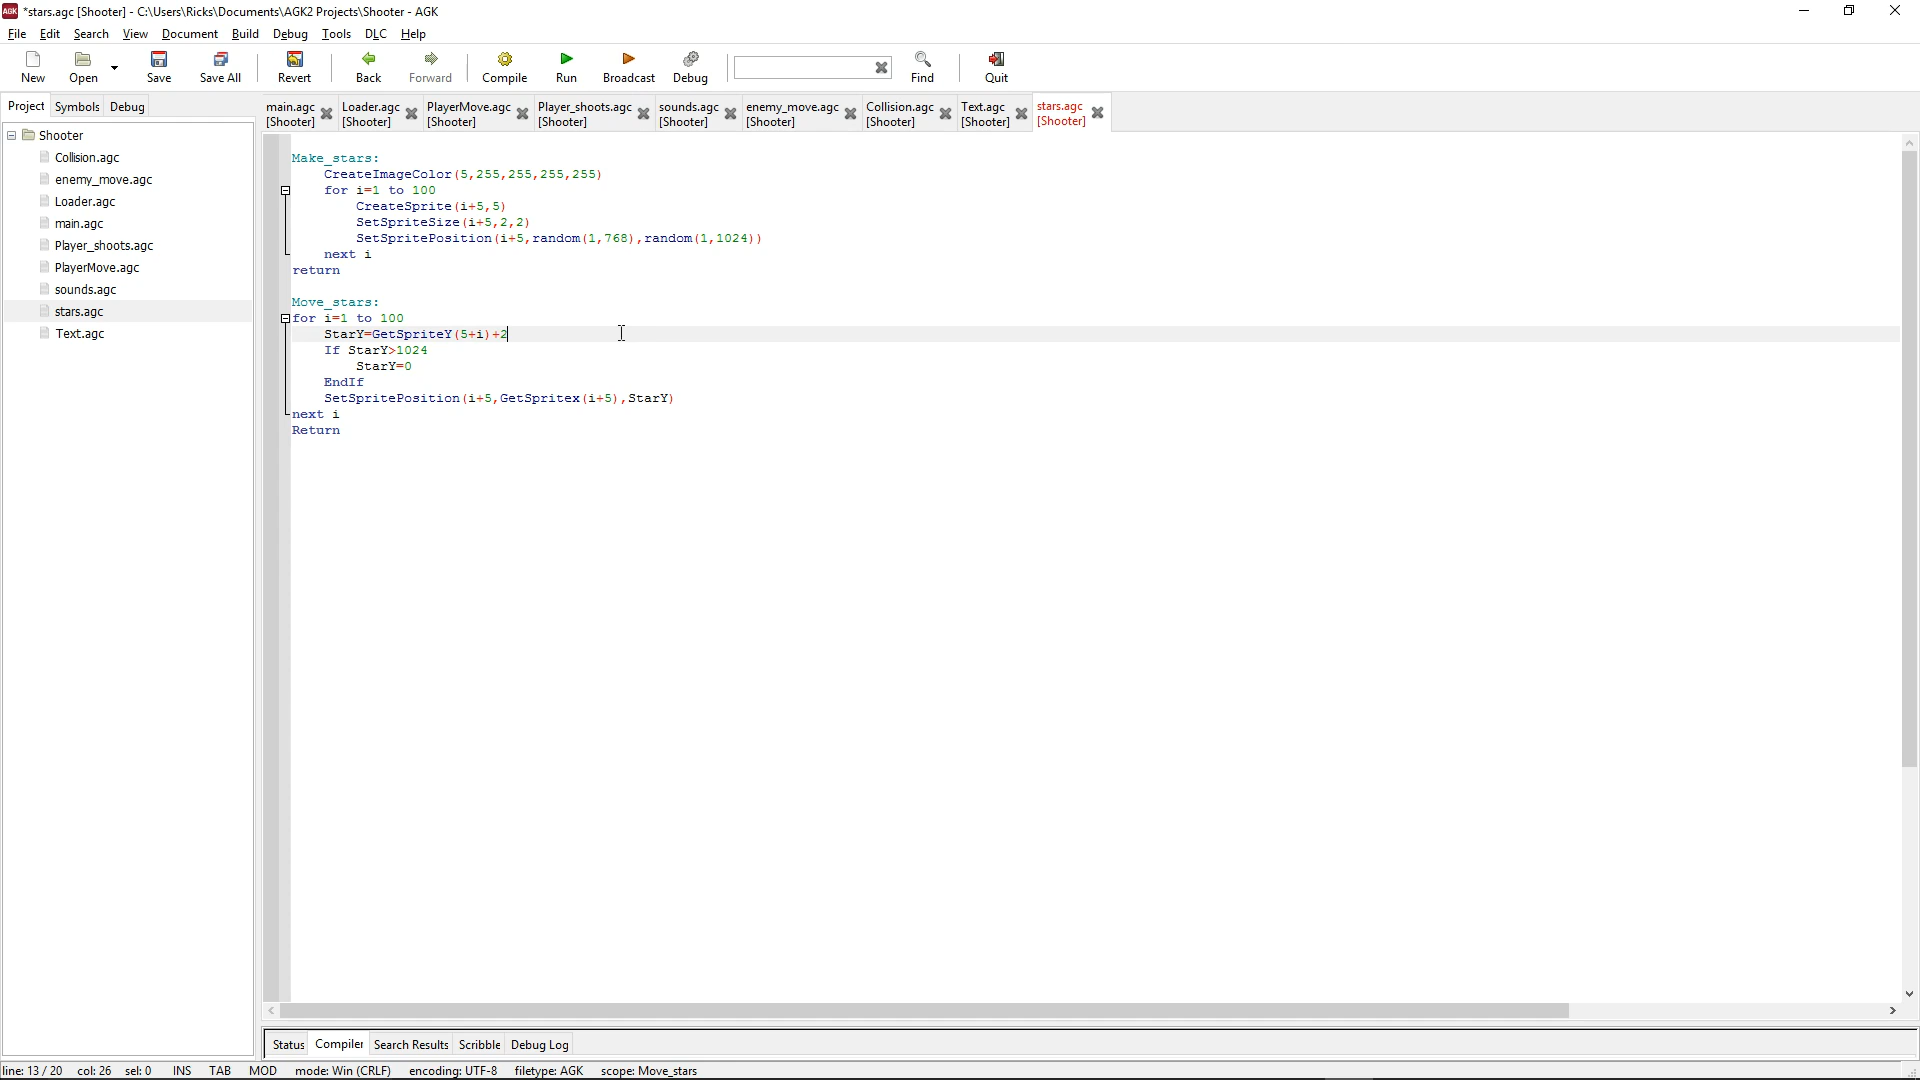 *stars.agc [Shooter] - C:\Users\Ricks\Documents\AGK2 Projects\Shooter - AGK
File Edit Search View Document Build Debug Tools DLC Help
New Open Save Save All Revert Back Forward Compile Run Broadcast Debug Find Quit
Project Symbols Debug
main.agc [Shooter] Loader.agc [Shooter] PlayerMove.agc [Shooter] Player_shoots.agc [Shooter] sounds.agc [Shooter] enemy_move.agc [Shooter] Collision.agc [Shooter] Text.agc [Shooter] stars.agc [Shooter]
Shooter
Collision.agc
enemy_move.agc
Loader.agc
main.agc
Player_shoots.agc
PlayerMove.agc
sounds.agc
stars.agc
Text.agc
Make_stars:
CreateImageColor(5,255,255,255,255)
for i=1 to 100
CreateSprite(i+5,5)
SetSpriteSize(i+5,2,2)
SetSpritePosition(i+5,random(1,768),random(1,1024))
next i
return
Move_stars:
for i=1 to 100
StarY=GetSpriteY(5+i)+2
If StarY>1024
StarY=0
EndIf
SetSpritePosition(i+5,GetSpritex(i+5),StarY)
next i
Return
Status Compiler Search Results Scribble Debug Log
line: 13 / 20 col: 26 sel: 0 INS TAB MOD mode: Win (CRLF) encoding: UTF-8 filetype: AGK scope: Move_stars